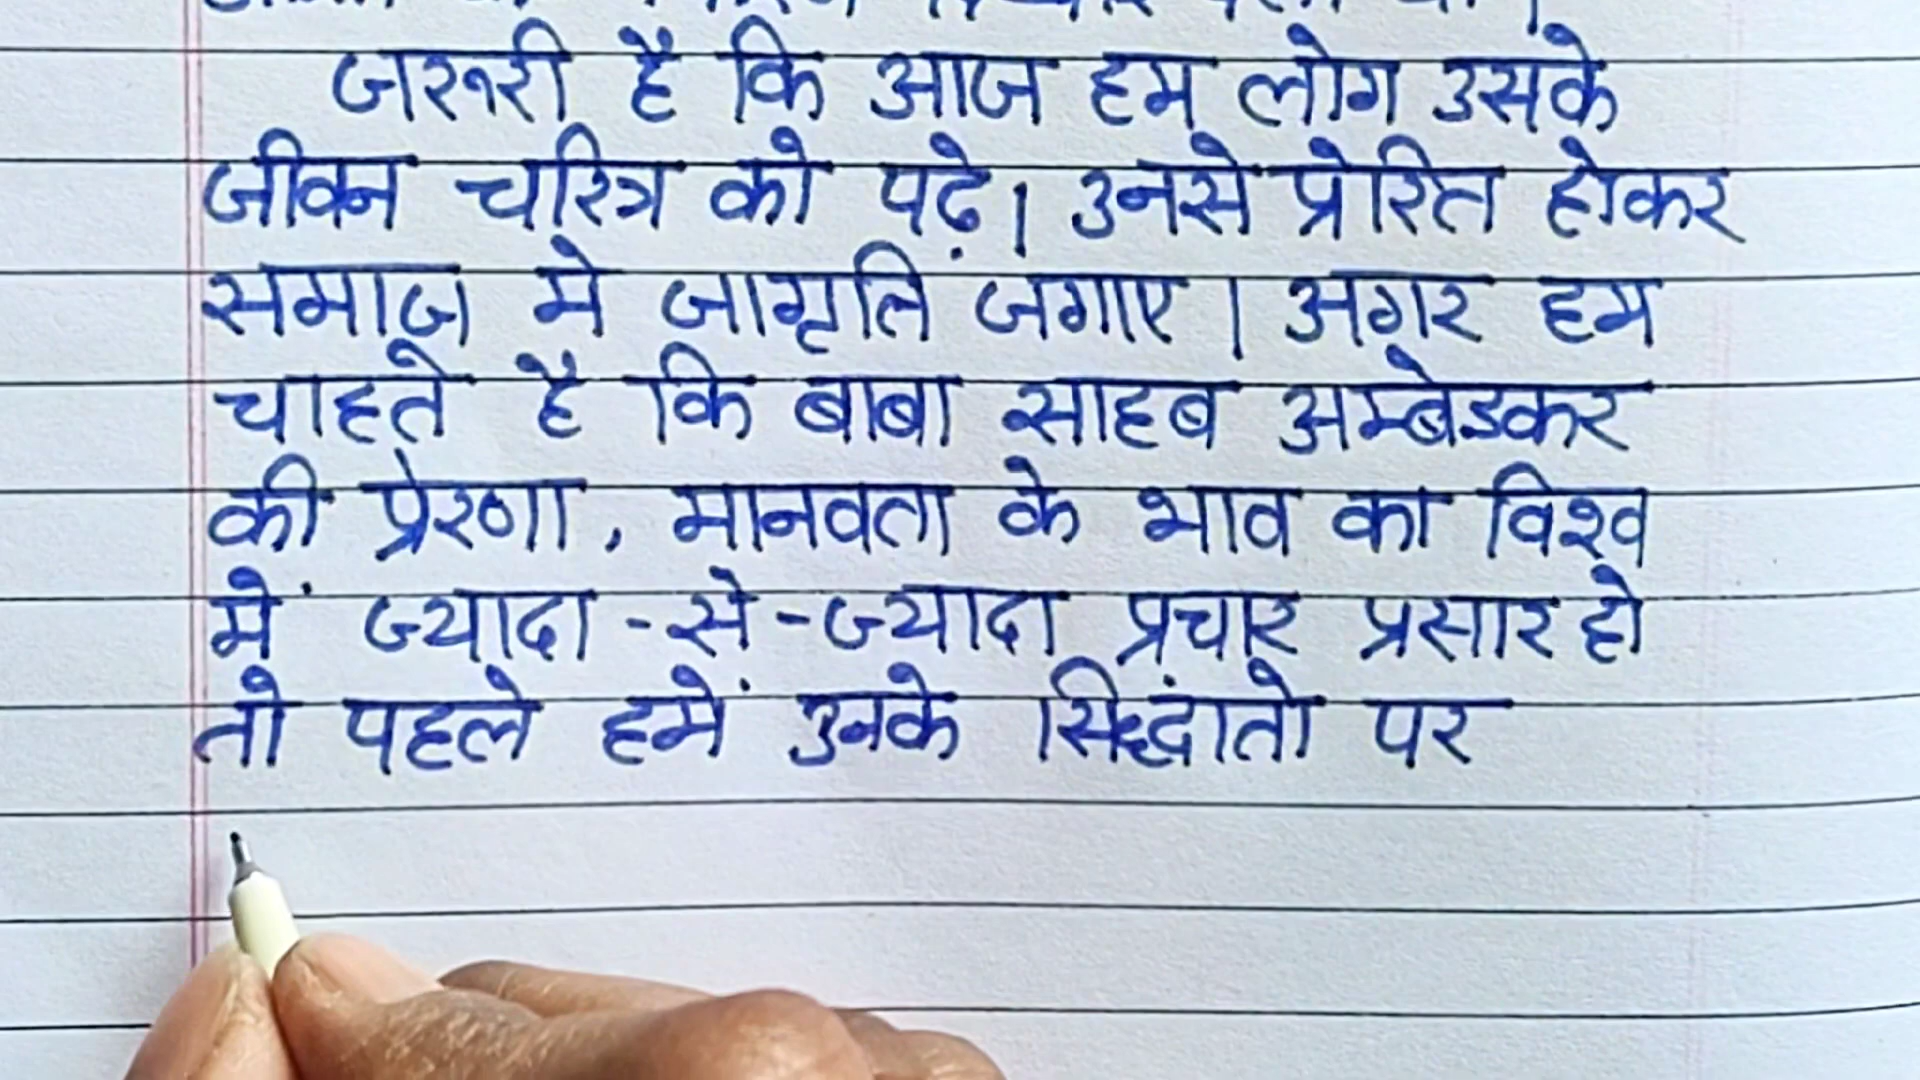 जरुरी है कि आज हम लोग उसके
जीवन चरित्र को पढ़े। उनसे प्रेरित होकर
समाज मे जागृति जगाए। अगर हम
चाहते है कि बाबा साहब अम्बेडकर
की प्रेरणा, मानवता के भाव का विश्व
में ज्यादा-से-ज्यादा प्रचार प्रसार हो
तो पहले हमें उनके सिद्धांतो पर